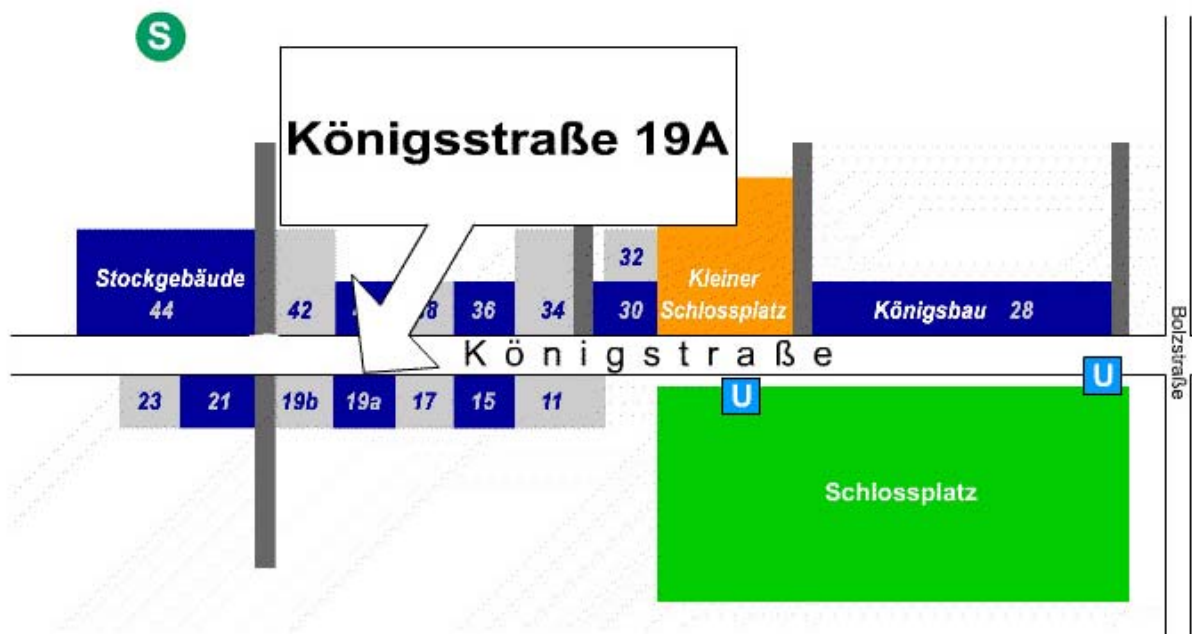 S
Königsstraße 19A
Stockgebäude
44
42
36
34
32
30
Kleiner
Schlossplatz
Königsbau 28
Königstraße
Bolzstraße
23
21
19b
19a
17
15
11
U
U
Schlossplatz